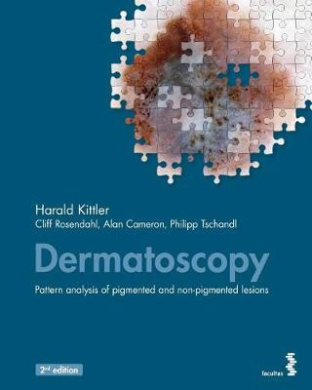 Harald Kittler
Cliff Rosendahl, Alan Cameron, Philipp Tschandl
Dermatoscopy
Pattern analysis of pigmented and non-pigmented lesions
2nd edition
facultas